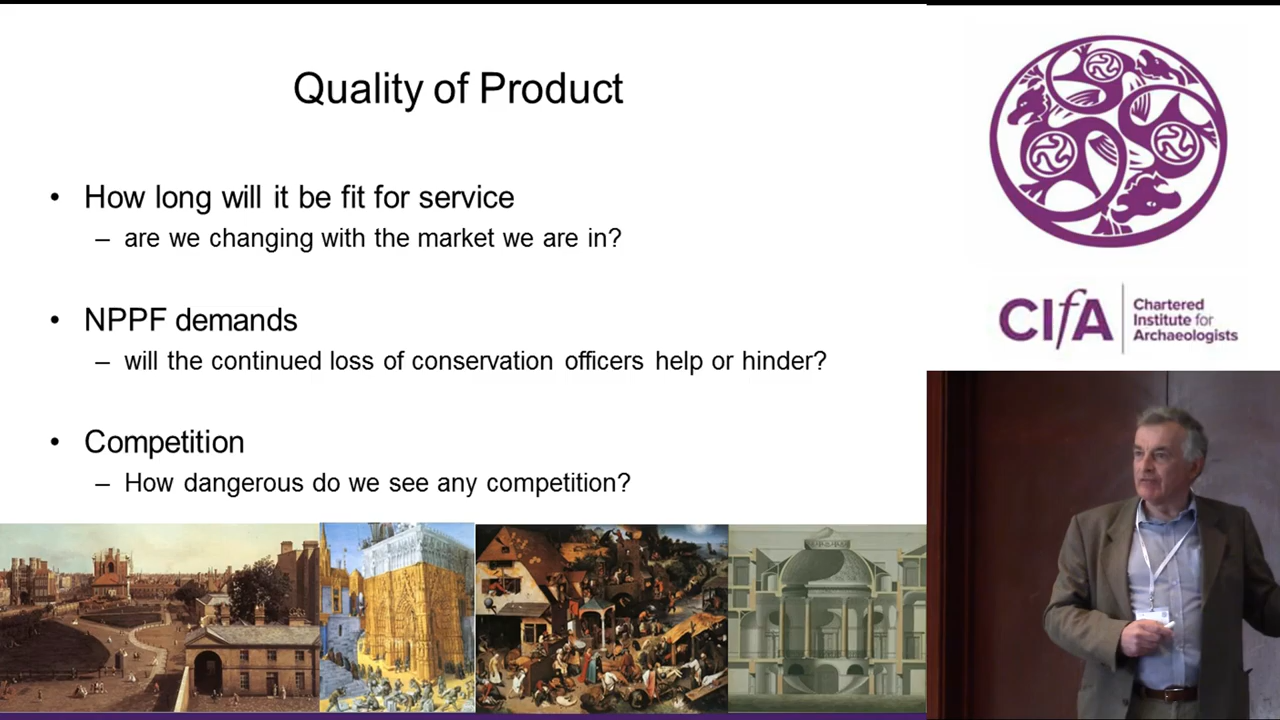 Quality of Product
• How long will it be fit for service
– are we changing with the market we are in?
• NPPF demands
– will the continued loss of conservation officers help or hinder?
• Competition
– How dangerous do we see any competition?
CIfA
Chartered
Institute for
Archaeologists